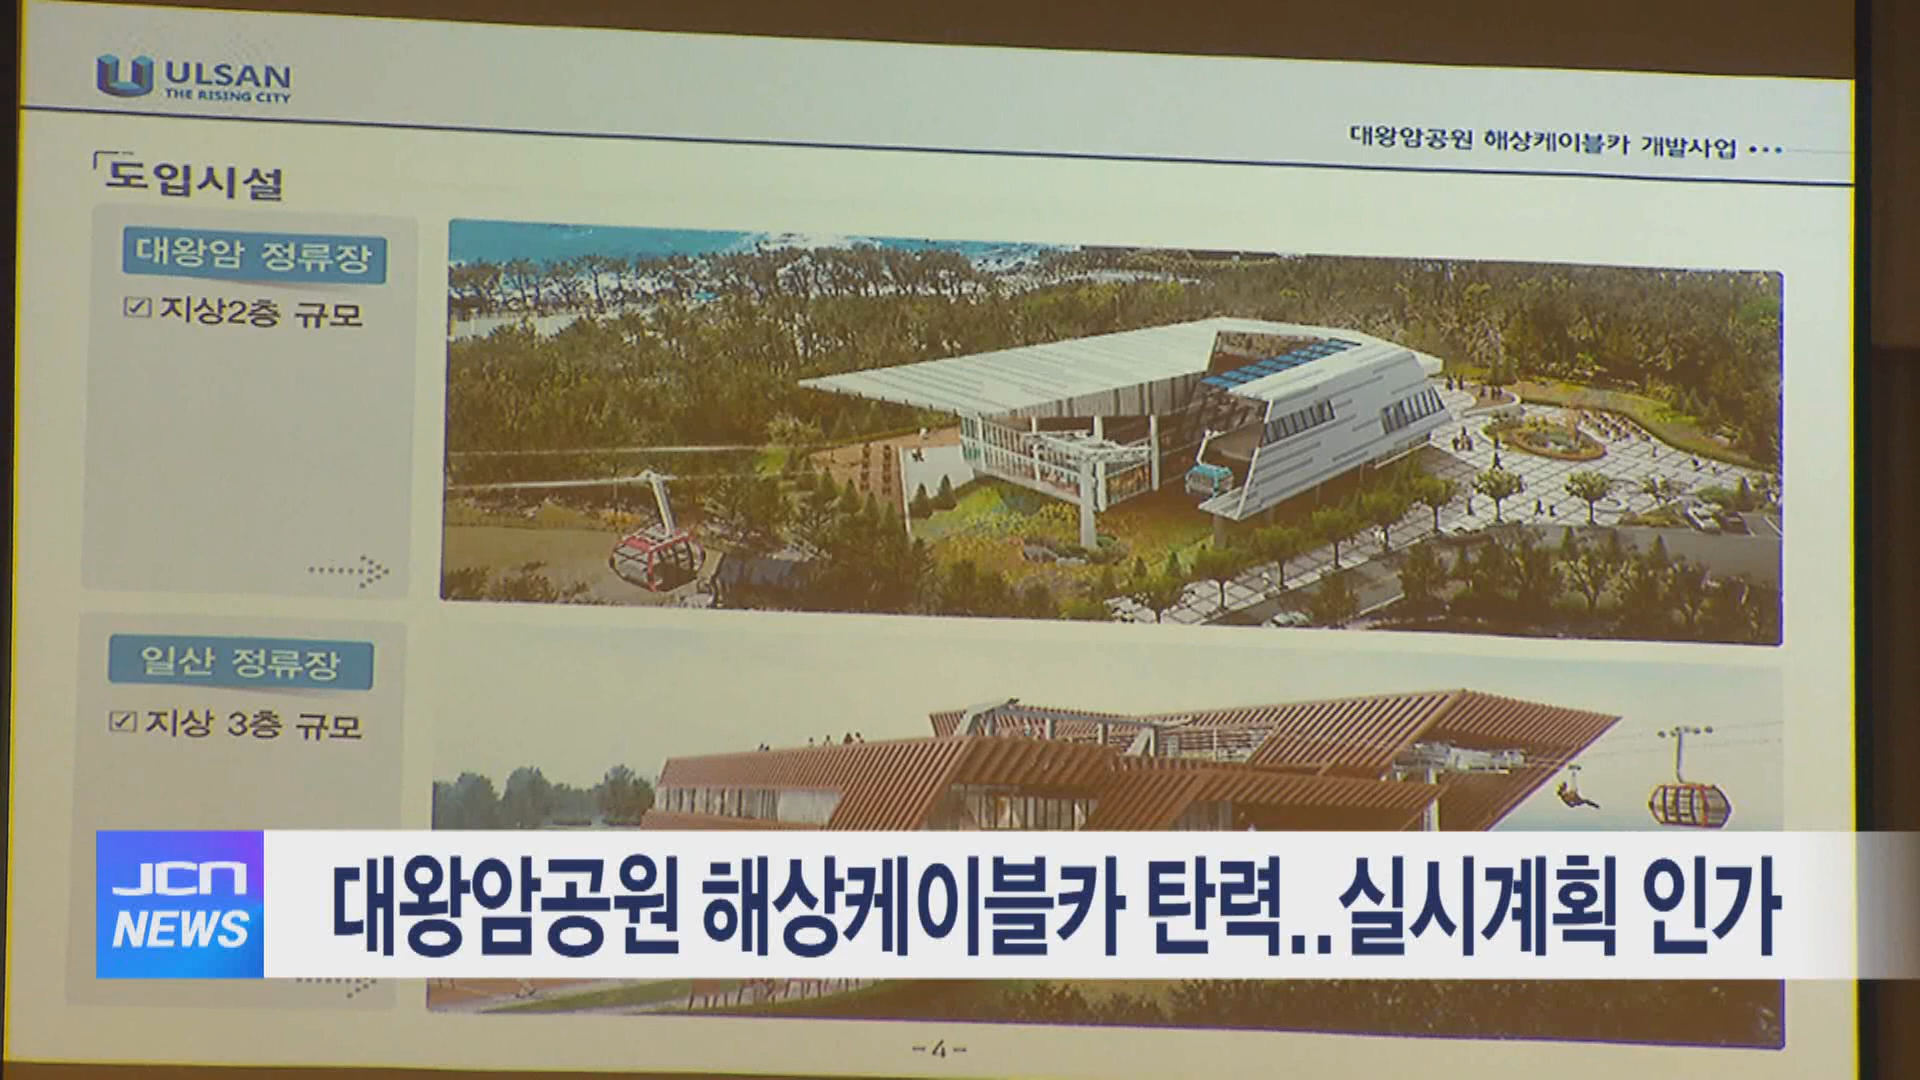 ULSAN
THE RISING CITY
대왕암공원 해상케이블카 개발사업
도입시설
대왕암 정류장
☑ 지상2층 규모
일산 정류장
☑ 지상 3층 규모
JCN
NEWS
대왕암공원 해상케이블카 탄력..실시계획 인가
-4-